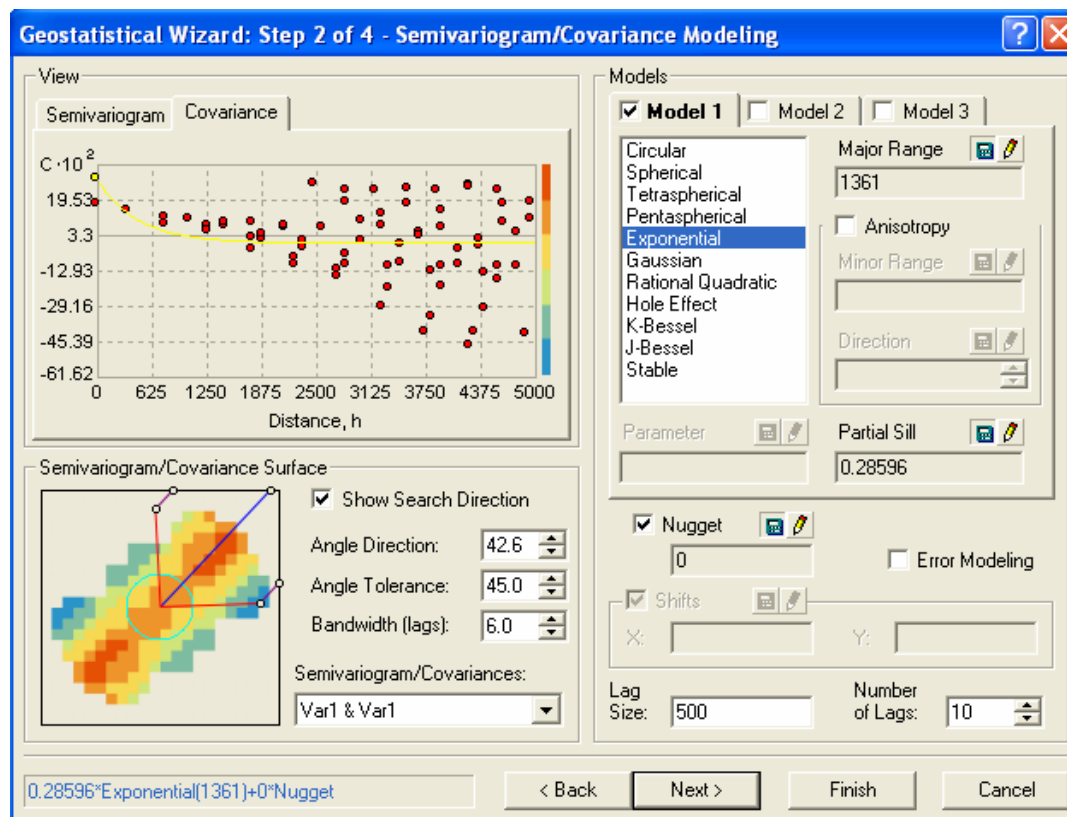 Geostatistical Wizard: Step 2 of 4 - Semivariogram/Covariance Modeling
View
Semivariogram
Covariance
C·10²
19.53
3.3
-12.93
-29.16
-45.39
-61.62
0 625 1250 1875 2500 3125 3750 4375 5000
Distance, h
Semivariogram/Covariance Surface
Show Search Direction
Angle Direction: 42.6
Angle Tolerance: 45.0
Bandwidth (lags): 6.0
Semivariogram/Covariances:
Var1 & Var1
Models
Model 1
Model 2
Model 3
Circular
Spherical
Tetraspherical
Pentaspherical
Exponential
Gaussian
Rational Quadratic
Hole Effect
K-Bessel
J-Bessel
Stable
Major Range
1361
Anisotropy
Minor Range
Direction
Parameter
Partial Sill
0.28596
Nugget
0
Error Modeling
Shifts
X:
Y:
Lag Size: 500
Number of Lags: 10
0.28596*Exponential(1361)+0*Nugget
< Back
Next >
Finish
Cancel